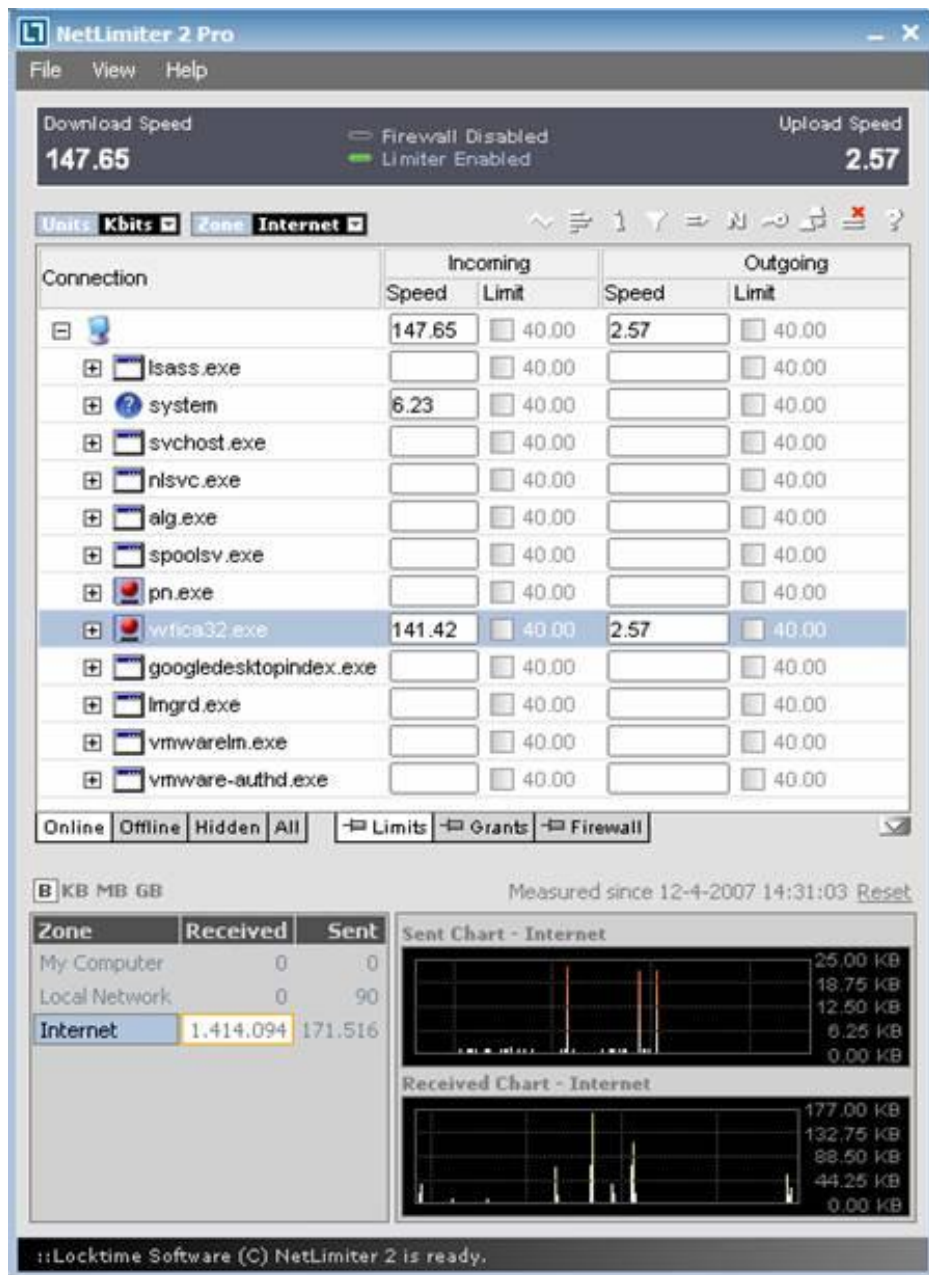 NetLimiter 2 Pro
File View Help
Download Speed
Upload Speed
147.65
Firewall Disabled
Limiter Enabled
2.57
Units Kbits Zone Internet
Connection Incoming Outgoing
Speed Limit Speed Limit
147.65 40.00 2.57 40.00
lsass.exe 40.00 40.00
system 6.23 40.00 40.00
svchost.exe 40.00 40.00
nlsvc.exe 40.00 40.00
alg.exe 40.00 40.00
spoolsv.exe 40.00 40.00
pn.exe 40.00 40.00
wfica32.exe 141.42 40.00 2.57 40.00
googledesktopindex.exe 40.00 40.00
lmgrd.exe 40.00 40.00
vmwarelm.exe 40.00 40.00
vmware-authd.exe 40.00 40.00
Online Offline Hidden All Limits Grants Firewall
B KB MB GB Measured since 12-4-2007 14:31:03 Reset
Zone Received Sent
My Computer 0 0
Local Network 0 90
Internet 1.414.094 171.516
Sent Chart - Internet
25.00 KB
18.75 KB
12.50 KB
6.25 KB
0.00 KB
Received Chart - Internet
177.00 KB
132.75 KB
88.50 KB
44.25 KB
0.00 KB
::Locktime Software (C) NetLimiter 2 is ready.